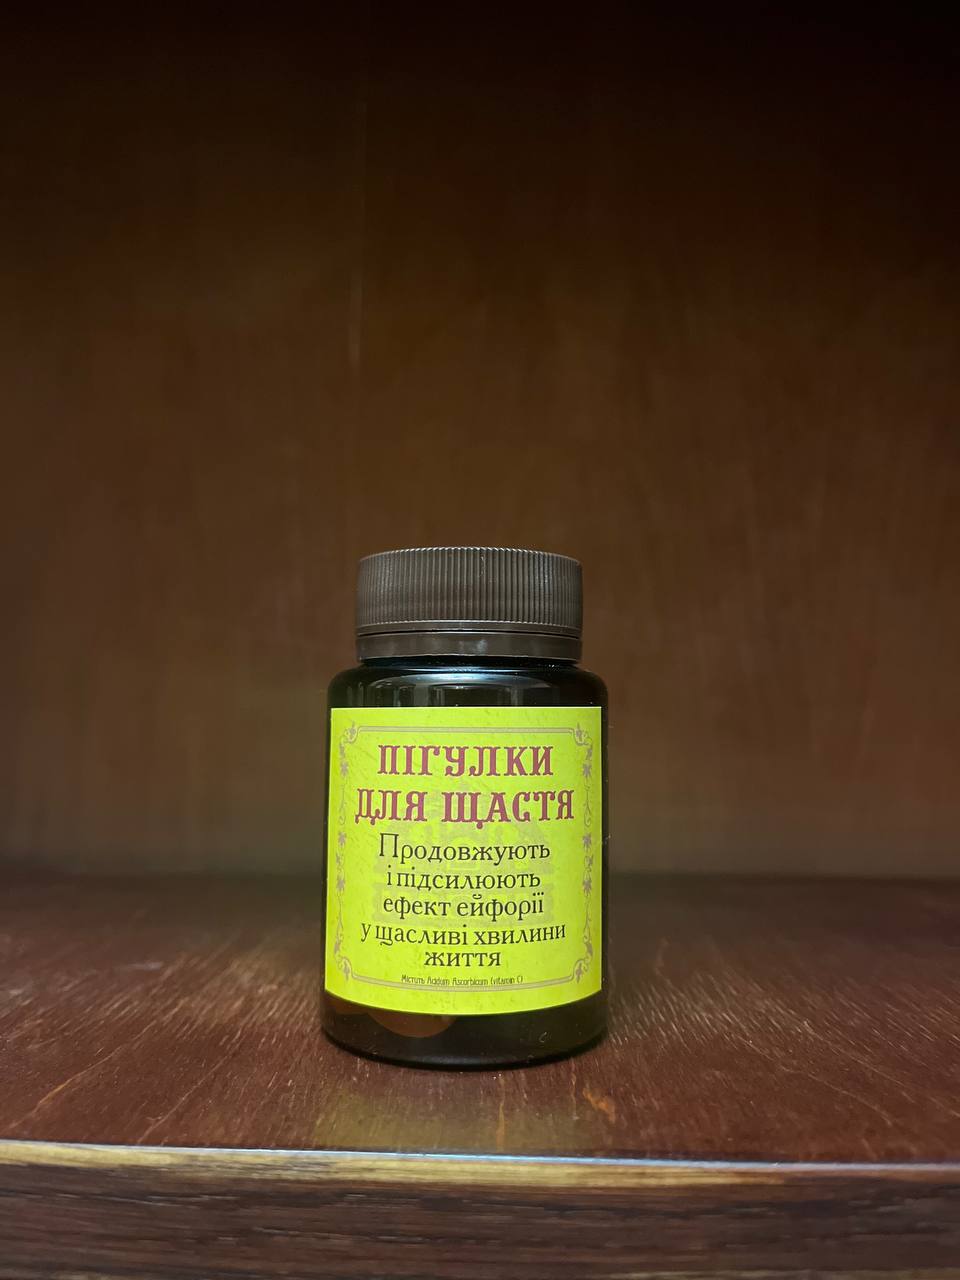 ПІГУЛКИ
ДЛЯ ЩАСТЯ
Продовжують
і підсилюють
ефект ейфорії
у щасливі хвилини
життя
Містить Acidum Ascorbicum (vitamin C)